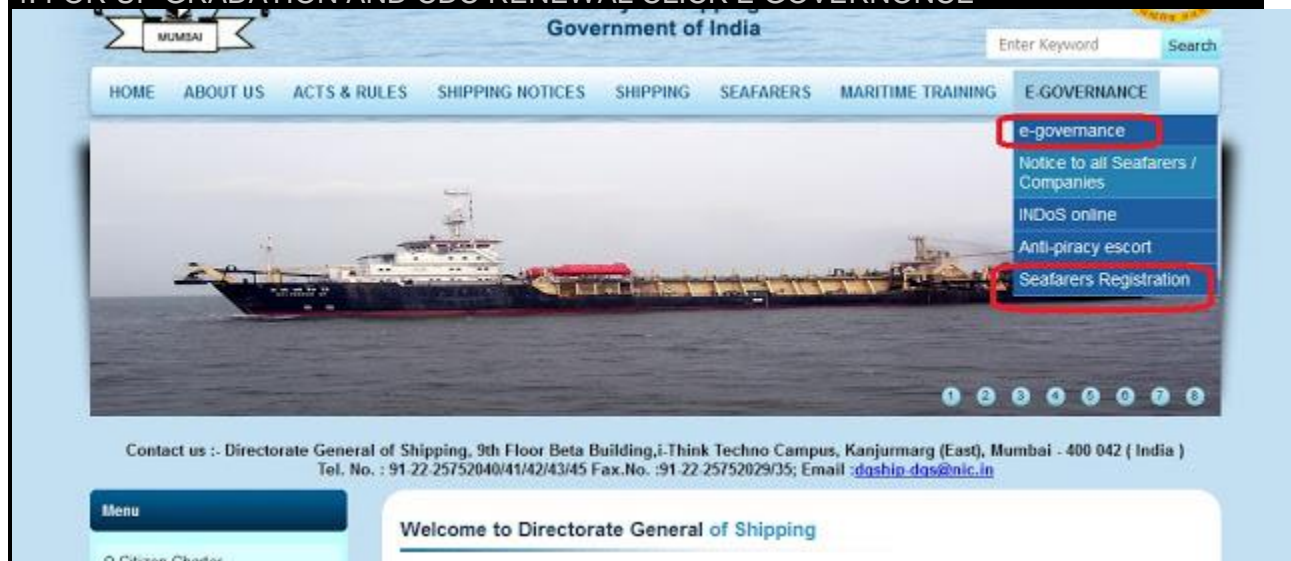 Government of India
MUMBAI
Enter Keyword Search
HOME ABOUT US ACTS & RULES SHIPPING NOTICES SHIPPING SEAFARERS MARITIME TRAINING E-GOVERNANCE
e-governance
Notice to all Seafarers /
Companies
INDoS online
Anti-piracy escort
Seafarers Registration
1 2 3 4 5 6 7 8
Contact us :- Directorate General of Shipping, 9th Floor Beta Building,i-Think Techno Campus, Kanjurmarg (East), Mumbai - 400 042 ( India )
Tel. No. : 91-22-25752040/41/42/43/45 Fax.No. :91-22-25752029/35; Email :dgship-dgs@nic.in
Menu
Welcome to Directorate General of Shipping